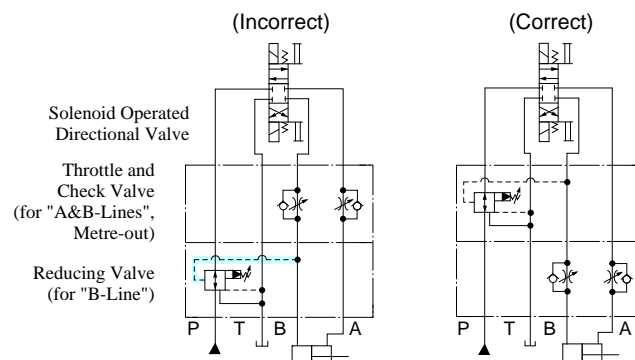 (Incorrect)
(Correct)
Solenoid Operated
Directional Valve
Throttle and
Check Valve
(for "A&B-Lines",
Metre-out)
Reducing Valve
(for "B-Line")
P T B A
P T B A